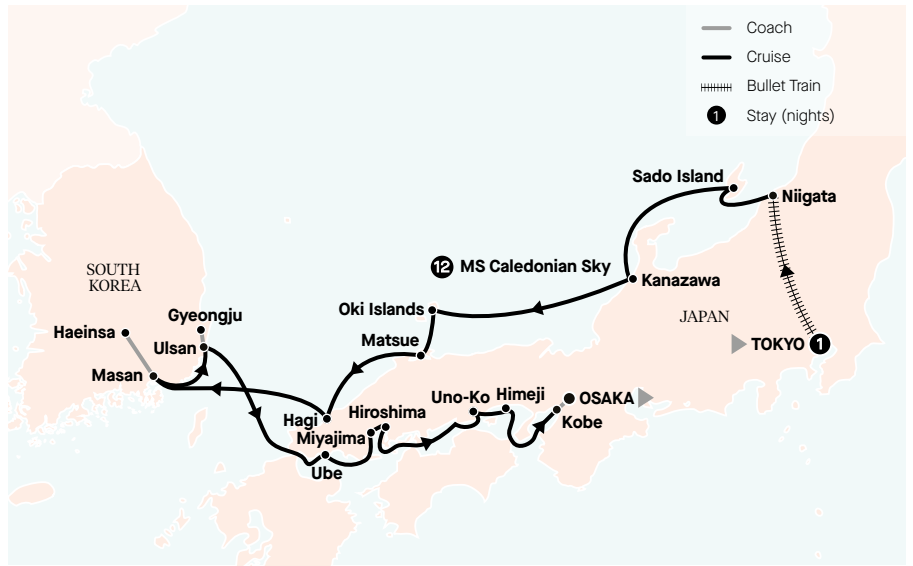 Coach
Cruise
Bullet Train
1 Stay (nights)
Sado Island
Niigata
12 MS Caledonian Sky
Kanazawa
SOUTH
KOREA
Oki Islands
Gyeongju
JAPAN
Haeinsa
Matsue
Ulsan
TOKYO 1
Masan
Uno-Ko
Himeji
OSAKA
Hiroshima
Hagi
Kobe
Miyajima
Ube